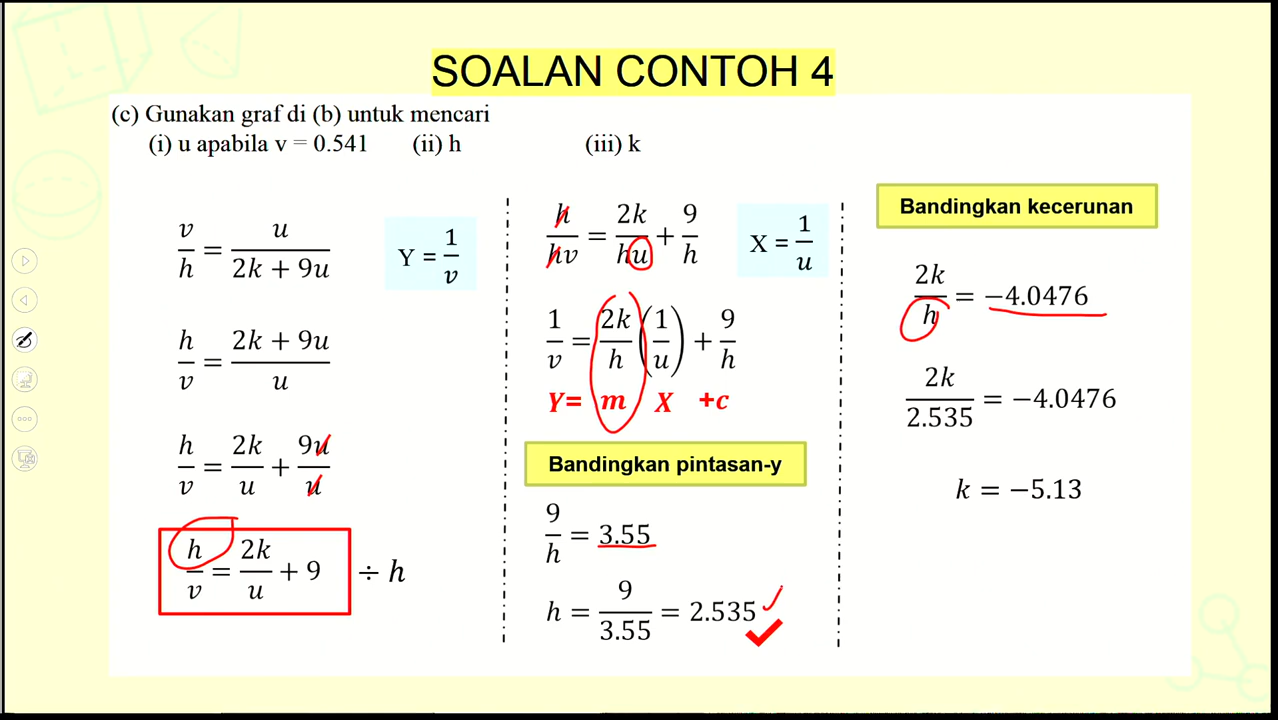 SOALAN CONTOH 4
(c) Gunakan graf di (b) untuk mencari
(i) u apabila v = 0.541 (ii) h (iii) k
v/h = u/(2k + 9u)
Y = 1/v
h/v = (2k + 9u)/u
h/v = 2k/u + 9u/u
h/v = 2k/u + 9 ÷ h
h/hv = 2k/hu + 9/h
X = 1/u
1/v = 2k/h (1/u) + 9/h
Y= m X +c
Bandingkan pintasan-y
9/h = 3.55
h = 9/3.55 = 2.535
Bandingkan kecerunan
2k/h = −4.0476
2k/2.535 = −4.0476
k = −5.13